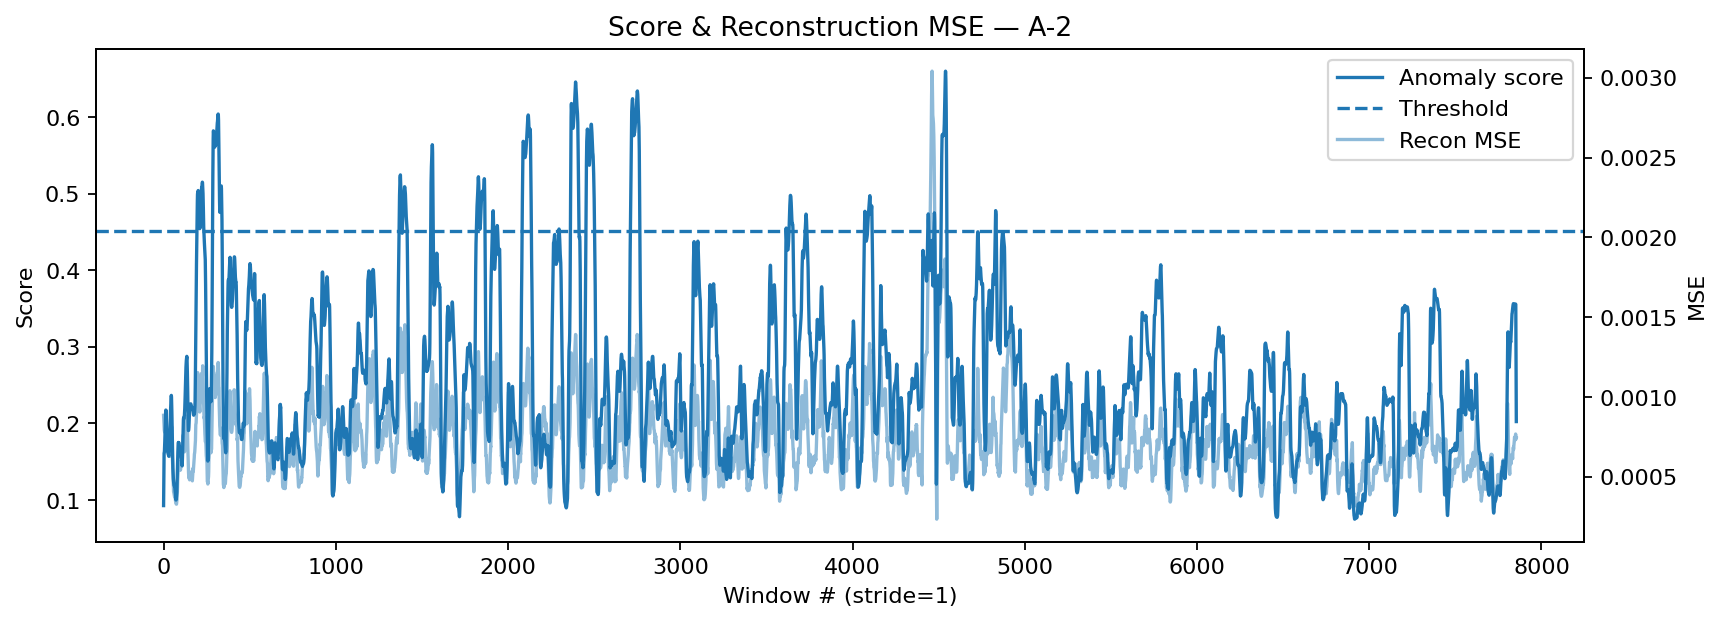 Score & Reconstruction MSE — A-2
Anomaly score
Threshold
Recon MSE
Score
0.6
0.5
0.4
0.3
0.2
0.1
0.0030
0.0025
0.0020
0.0015
0.0010
0.0005
MSE
0 1000 2000 3000 4000 5000 6000 7000 8000
Window # (stride=1)